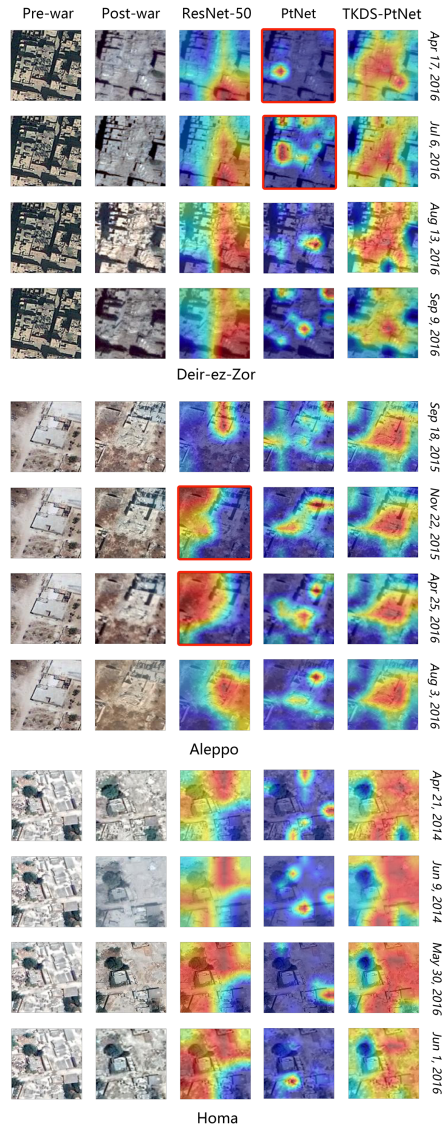 Pre-war Post-war ResNet-50 PtNet TKDS-PtNet
Apr 17, 2016
Jul 6, 2016
Aug 13, 2016
Sep 9, 2016
Deir-ez-Zor
Sep 18, 2015
Nov 22, 2015
Apr 25, 2016
Aug 3, 2016
Aleppo
Apr 21, 2014
Jun 9, 2014
May 30, 2016
Jun 1, 2016
Homa